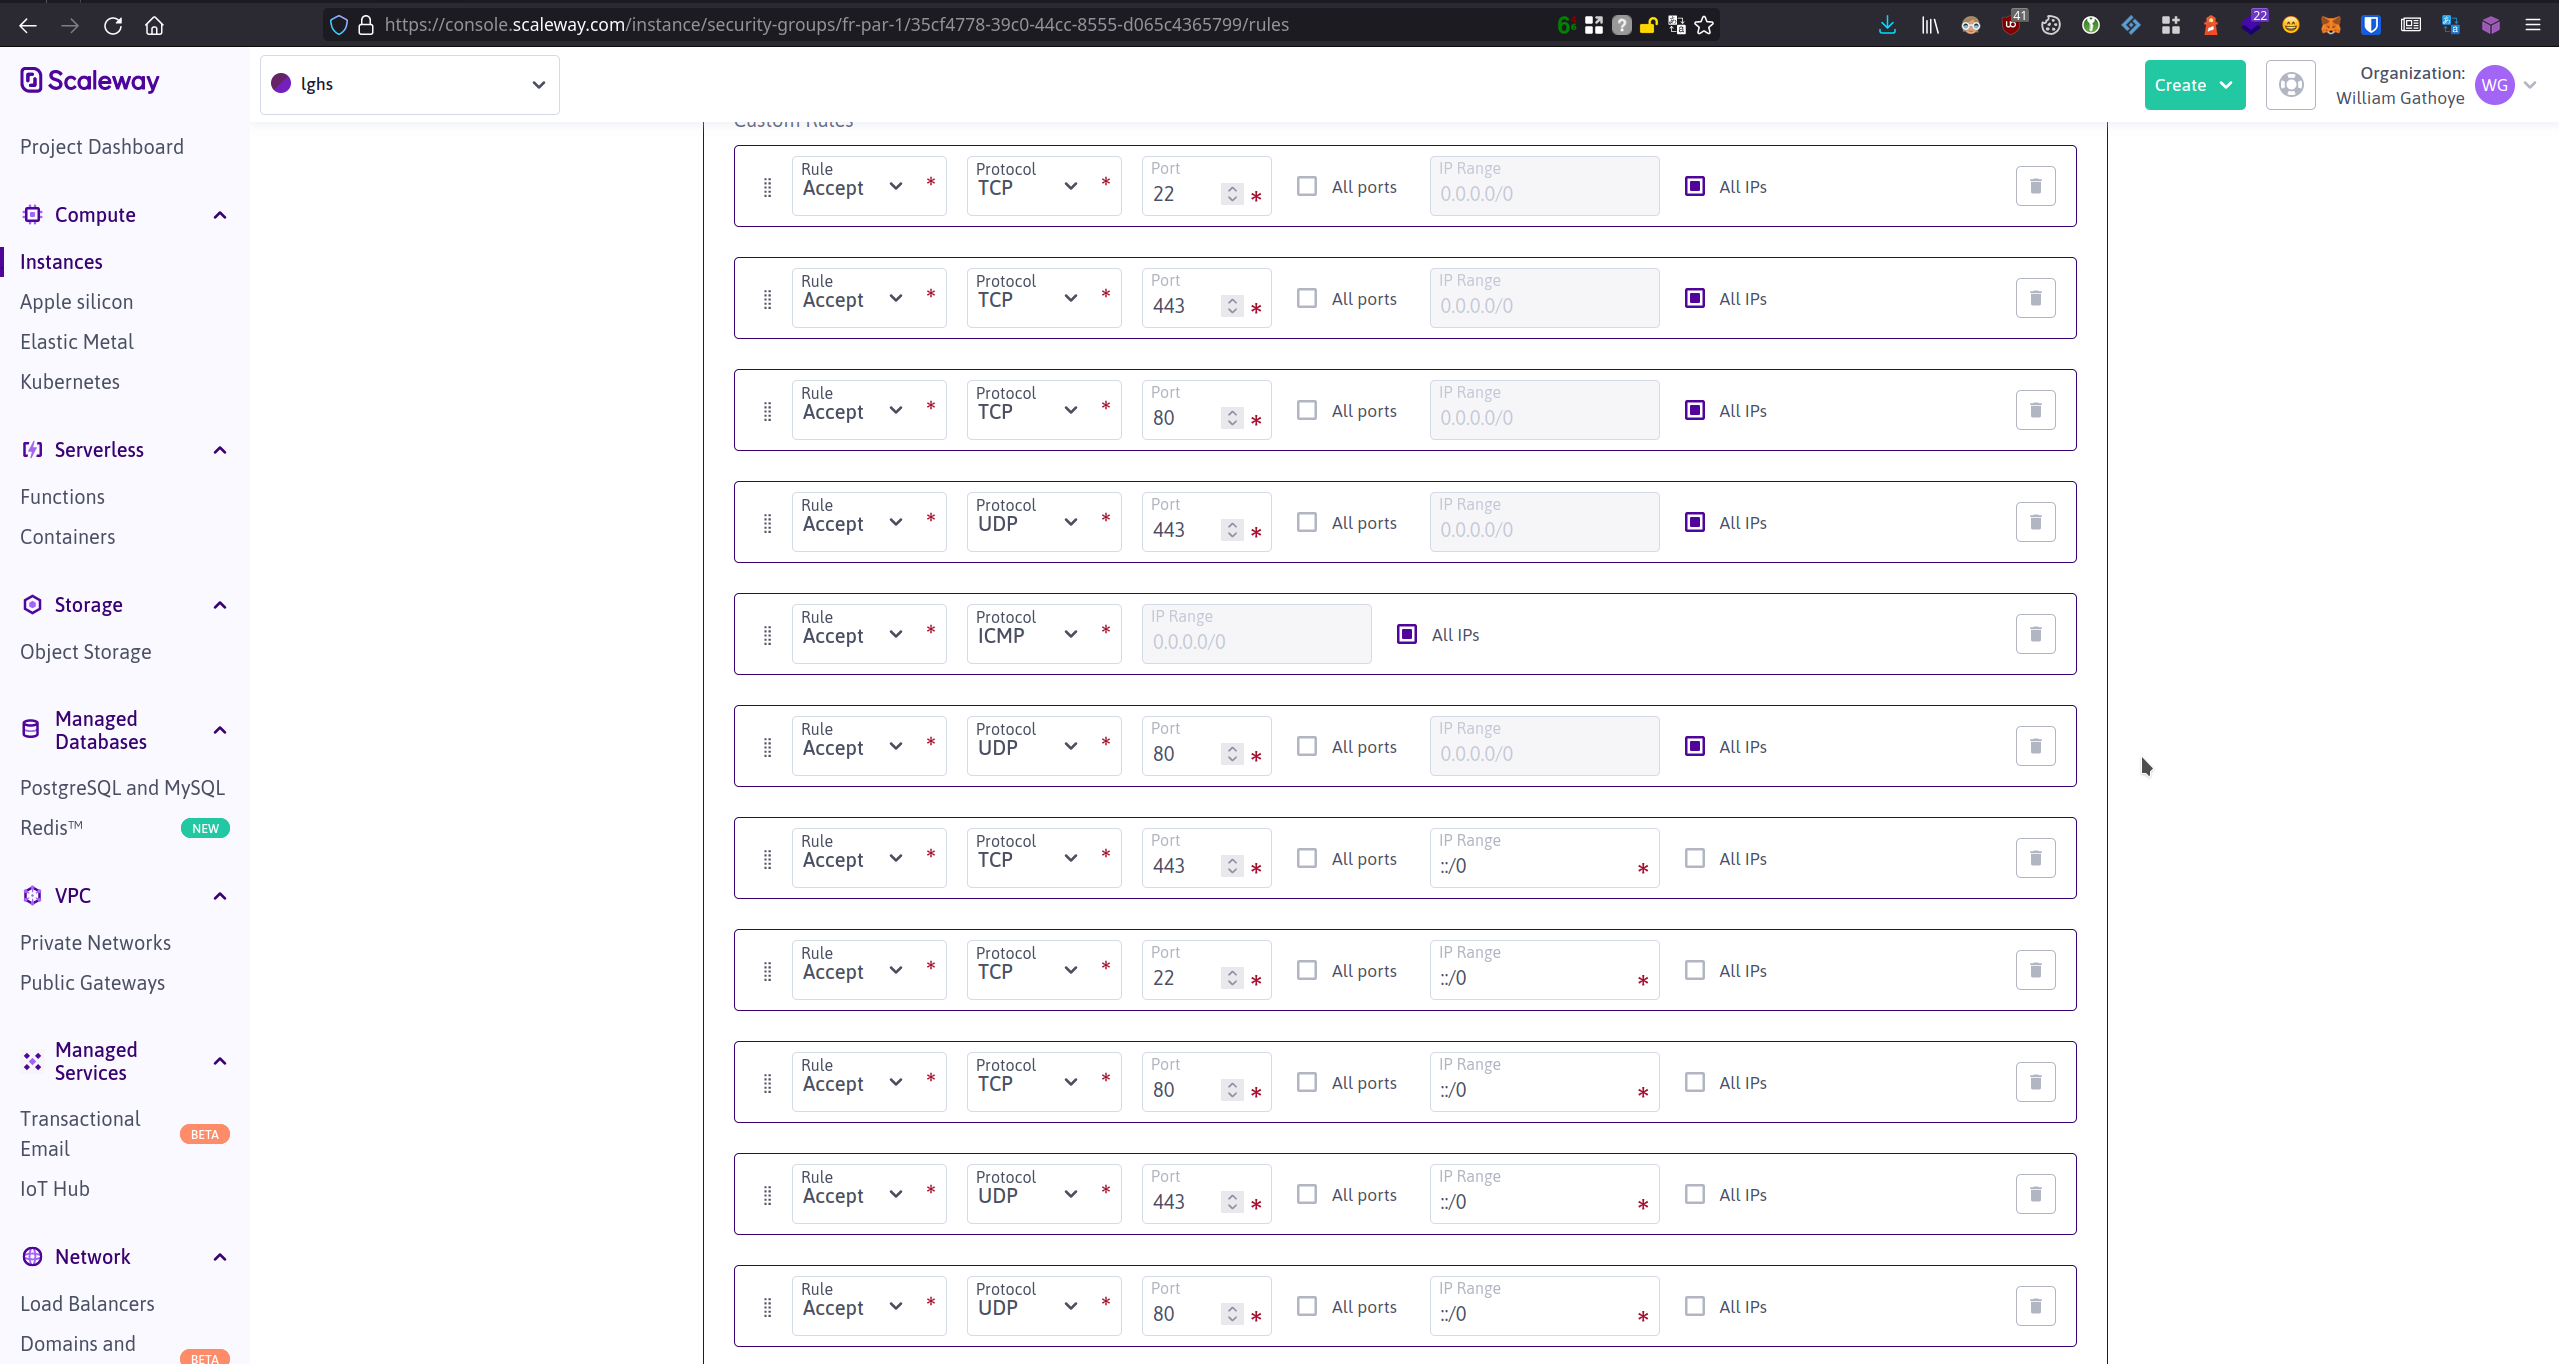 https://console.scaleway.com/instance/security-groups/fr-par-1/35cf4778-39c0-44cc-8555-d065c4365799/rules
41
22
Scaleway
lghs
Create
Organization:
William Gathoye
WG
Project Dashboard
Compute
Instances
Apple silicon
Elastic Metal
Kubernetes
Serverless
Functions
Containers
Storage
Object Storage
Managed
Databases
PostgreSQL and MySQL
Redis™ NEW
VPC
Private Networks
Public Gateways
Managed
Services
Transactional
Email
BETA
IoT Hub
Network
Load Balancers
Domains and
BETA
Custom Rules
Rule Protocol Port IP Range
Accept * TCP * 22 * All ports 0.0.0.0/0 All IPs
Rule Protocol Port IP Range
Accept * TCP * 443 * All ports 0.0.0.0/0 All IPs
Rule Protocol Port IP Range
Accept * TCP * 80 * All ports 0.0.0.0/0 All IPs
Rule Protocol Port IP Range
Accept * UDP * 443 * All ports 0.0.0.0/0 All IPs
Rule Protocol IP Range
Accept * ICMP * 0.0.0.0/0 All IPs
Rule Protocol Port IP Range
Accept * UDP * 80 * All ports 0.0.0.0/0 All IPs
Rule Protocol Port IP Range
Accept * TCP * 443 * All ports ::/0 * All IPs
Rule Protocol Port IP Range
Accept * TCP * 22 * All ports ::/0 * All IPs
Rule Protocol Port IP Range
Accept * TCP * 80 * All ports ::/0 * All IPs
Rule Protocol Port IP Range
Accept * UDP * 443 * All ports ::/0 * All IPs
Rule Protocol Port IP Range
Accept * UDP * 80 * All ports ::/0 * All IPs